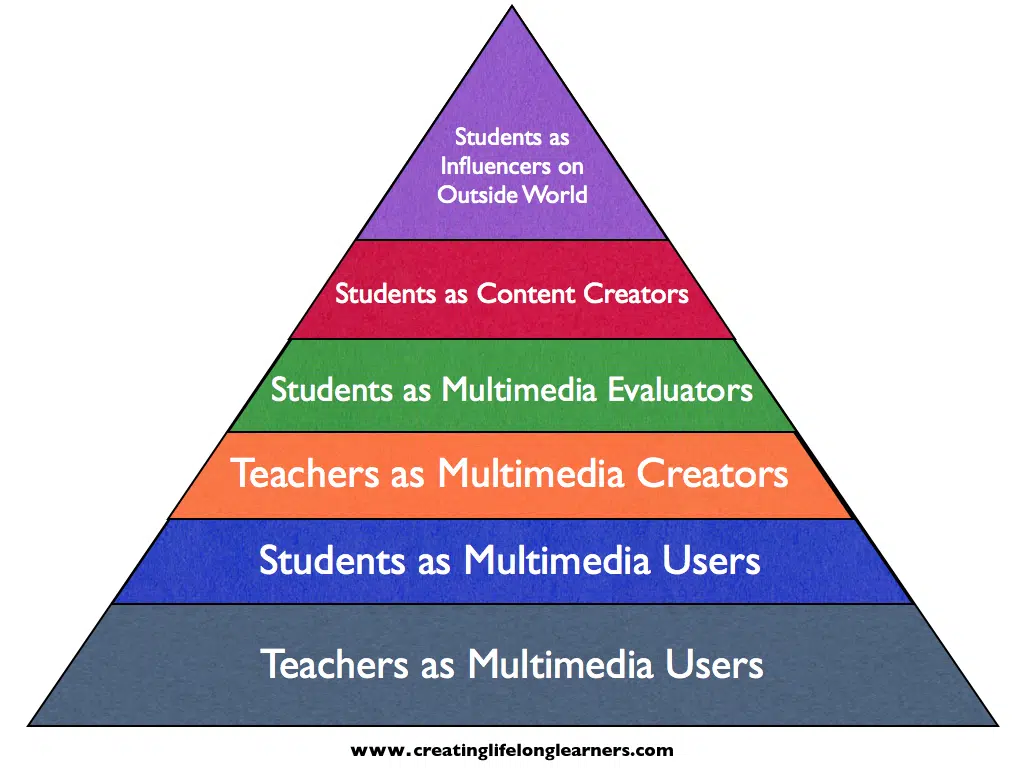 Students as
Influencers on
Outside World
Students as Content Creators
Students as Multimedia Evaluators
Teachers as Multimedia Creators
Students as Multimedia Users
Teachers as Multimedia Users
www.creatinglifelonglearners.com